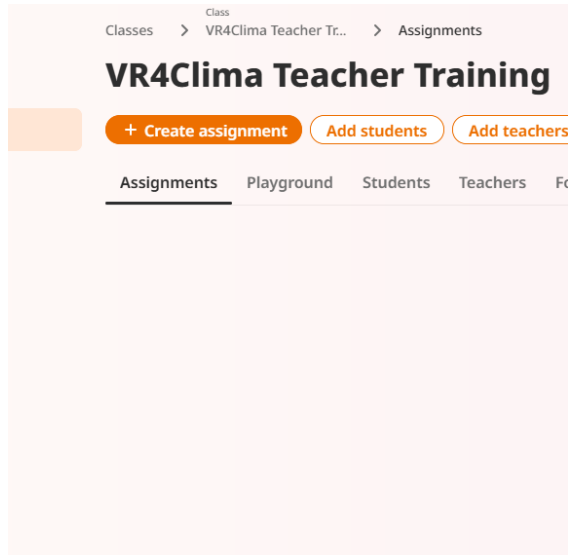 Class
Classes > VR4Clima Teacher Tr... > Assignments
VR4Clima Teacher Training
+ Create assignment Add students Add teachers
Assignments Playground Students Teachers